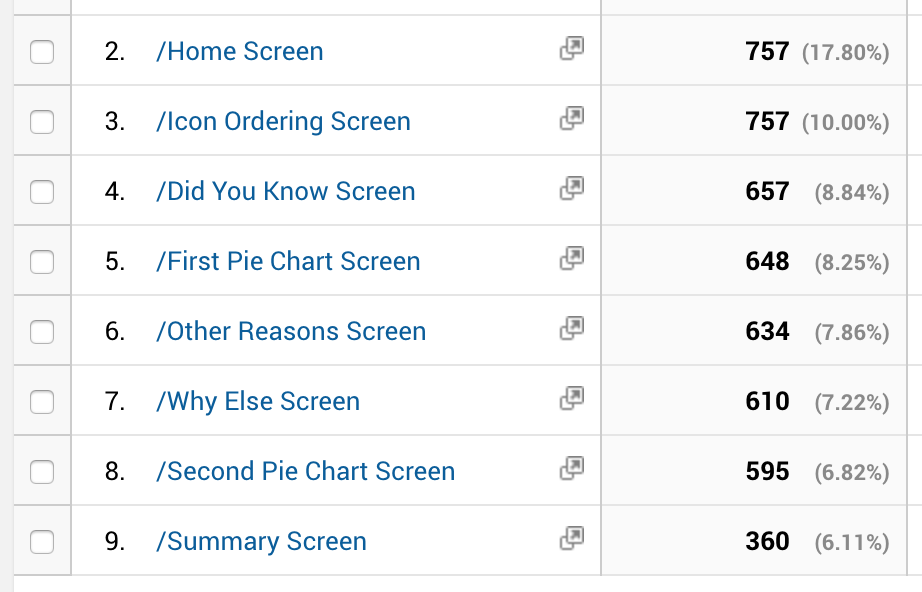 2. /Home Screen 757 (17.80%)
3. /Icon Ordering Screen 757 (10.00%)
4. /Did You Know Screen 657 (8.84%)
5. /First Pie Chart Screen 648 (8.25%)
6. /Other Reasons Screen 634 (7.86%)
7. /Why Else Screen 610 (7.22%)
8. /Second Pie Chart Screen 595 (6.82%)
9. /Summary Screen 360 (6.11%)